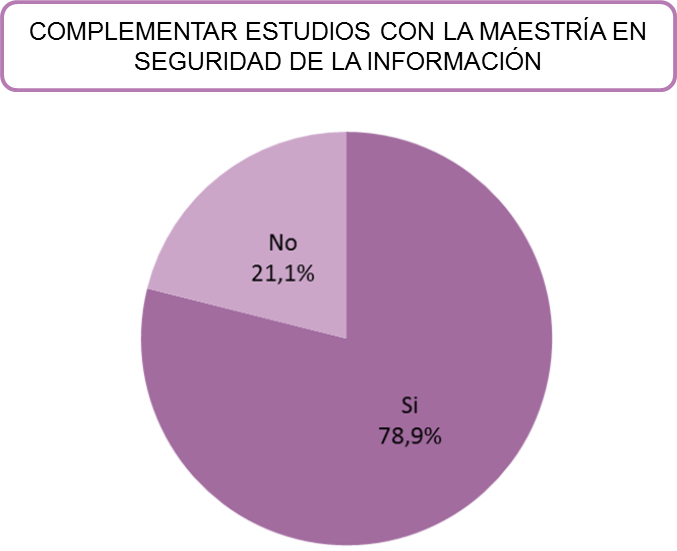 COMPLEMENTAR ESTUDIOS CON LA MAESTRÍA EN
SEGURIDAD DE LA INFORMACIÓN
No
21,1%
Si
78,9%